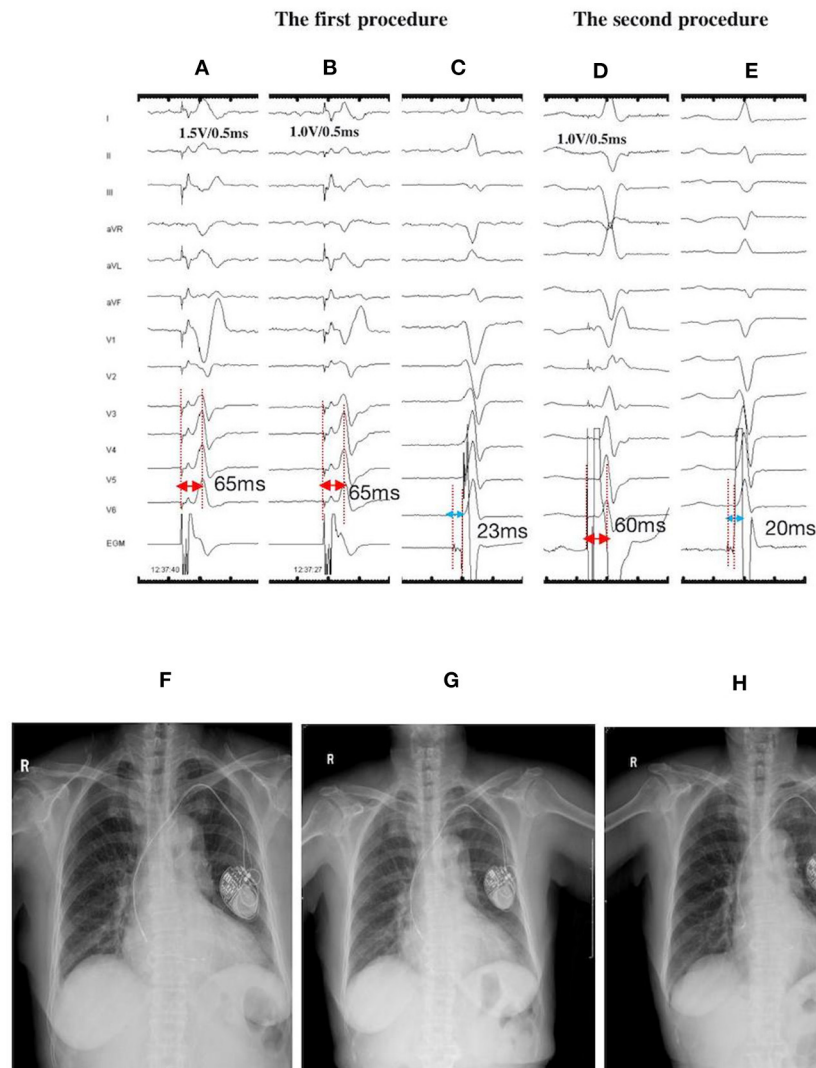 The first procedure
The second procedure
A
B
C
D
E
I
1.5V/0.5ms
1.0V/0.5ms
1.0V/0.5ms
II
III
aVR
aVL
aVF
V1
V2
V3
V4
V5
V6
65ms
65ms
23ms
60ms
20ms
EGM
12:37:40
12:37:27
F
G
H
R
R
R